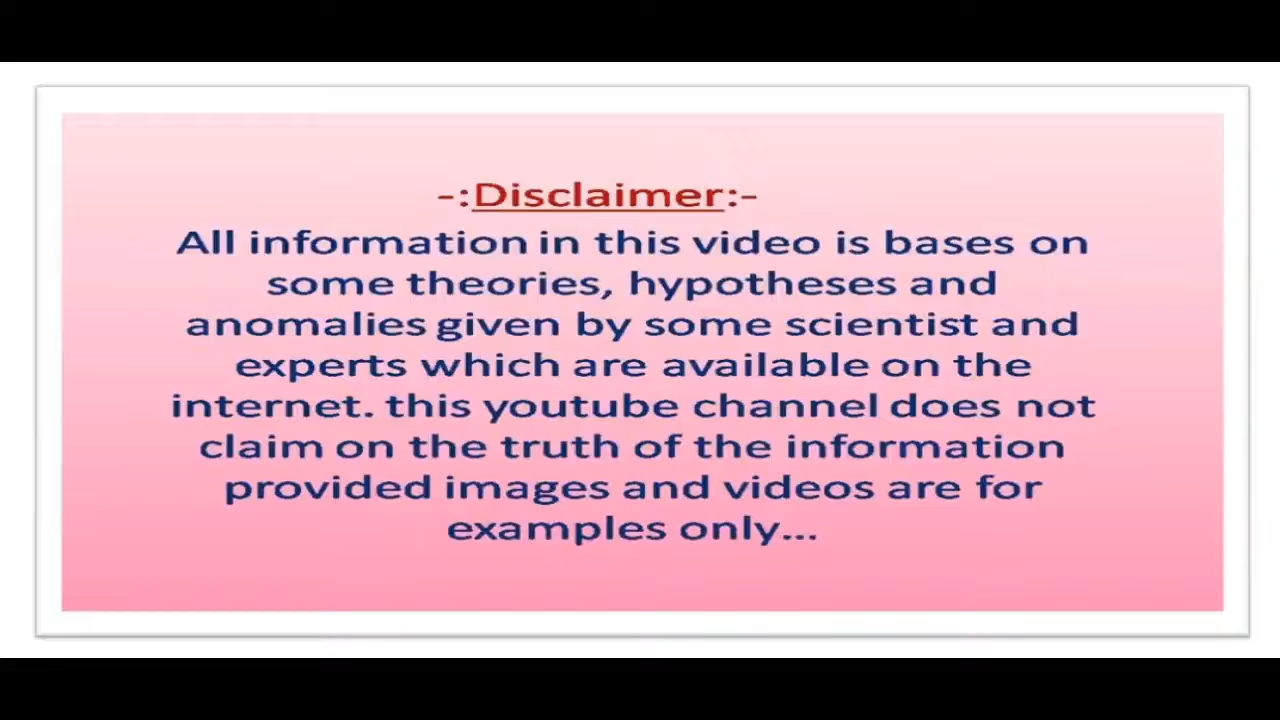 -:Disclaimer:-
All information in this video is bases on
some theories, hypotheses and
anomalies given by some scientist and
experts which are available on the
internet. this youtube channel does not
claim on the truth of the information
provided images and videos are for
examples only...